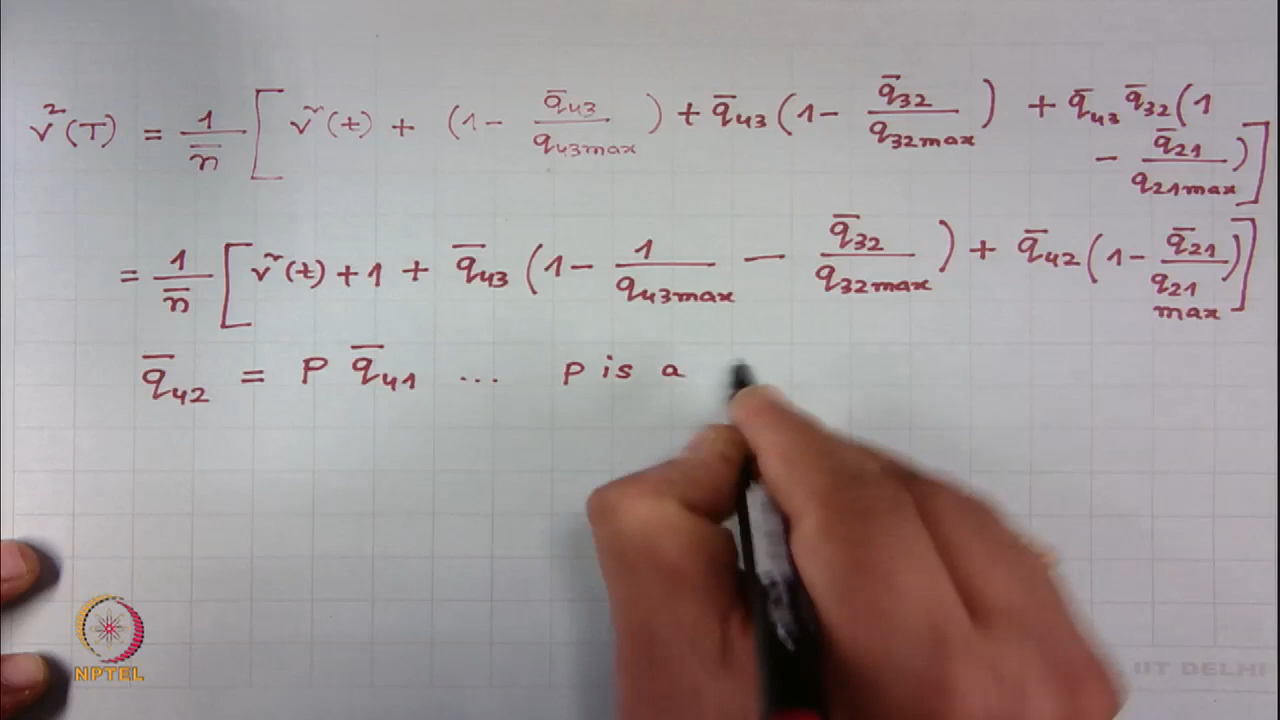 ṽ²(T) = 1/n̄ [ṽ(t) + (1 - q̄43/q43max) + q̄43(1 - q̄32/q32max) + q̄43 q̄32(1
- q̄21/q21max)]
= 1/n̄ [ṽ(t) + 1 + q̄43(1 - 1/q43max - q̄32/q32max) + q̄42(1 - q̄21/q21max)]
q̄42 = P q̄41 ... P is a
NPTEL
IIT DELHI